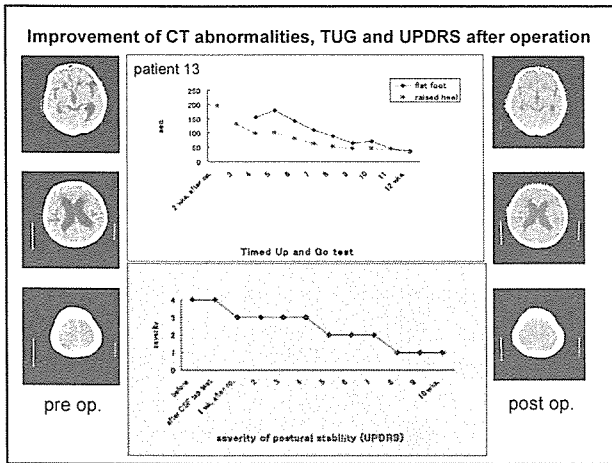 Improvement of CT abnormalities, TUG and UPDRS after operation
patient 13
flat foot
raised heel
sec.
250
200
150
100
50
0
2 wks. after op.
3
4
5
6
7
8
9
10
11
12 wks.
Timed Up and Go test
severity
4
3
2
1
0
before
after CSF tap test
1 wk. after op.
2
3
4
5
6
7
8
9
10 wks.
severity of postural stability (UPDRS)
pre op.
post op.